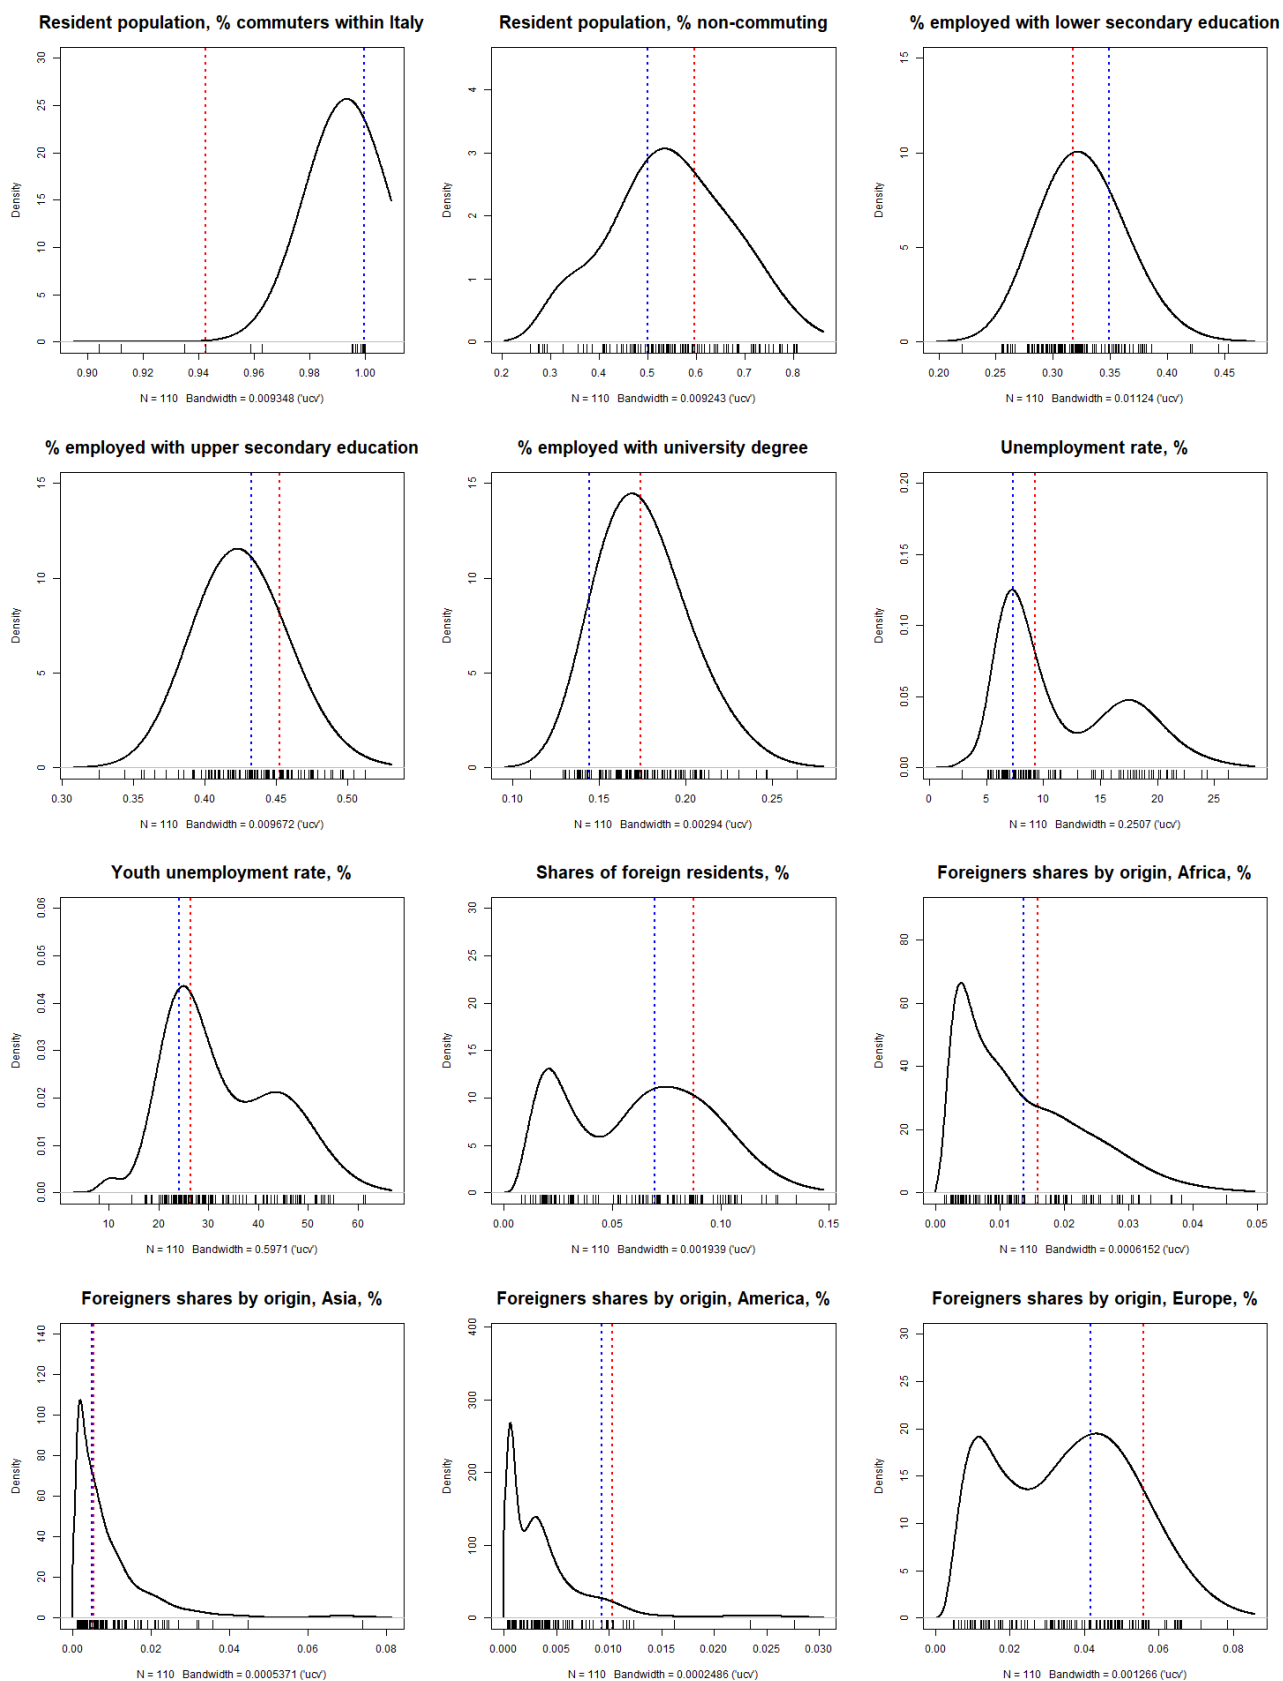 Resident population, % commuters within Italy
Resident population, % non-commuting
% employed with lower secondary education
Density
0 5 10 15 20 25 30
0.90 0.92 0.94 0.96 0.98 1.00
N = 110 Bandwidth = 0.009348 ('ucv')
Density
0 1 2 3 4
0.2 0.3 0.4 0.5 0.6 0.7 0.8
N = 110 Bandwidth = 0.009243 ('ucv')
Density
0 5 10 15
0.20 0.25 0.30 0.35 0.40 0.45
N = 110 Bandwidth = 0.01124 ('ucv')
% employed with upper secondary education
% employed with university degree
Unemployment rate, %
Density
0 5 10 15
0.30 0.40 0.50
N = 110 Bandwidth = 0.009672 ('ucv')
Density
0 5 10 15
0.10 0.15 0.20 0.25
N = 110 Bandwidth = 0.00294 ('ucv')
Density
0.00 0.05 0.10 0.15 0.20
0 5 10 15 20 25
N = 110 Bandwidth = 0.2507 ('ucv')
Youth unemployment rate, %
Shares of foreign residents, %
Foreigners shares by origin, Africa, %
Density
0.00 0.01 0.02 0.03 0.04 0.05 0.06
10 20 30 40 50 60
N = 110 Bandwidth = 0.5971 ('ucv')
Density
0 5 10 15 20 25 30
0.00 0.05 0.10 0.15
N = 110 Bandwidth = 0.001939 ('ucv')
Density
0 20 40 60 80
0.00 0.01 0.02 0.03 0.04 0.05
N = 110 Bandwidth = 0.0006152 ('ucv')
Foreigners shares by origin, Asia, %
Foreigners shares by origin, America, %
Foreigners shares by origin, Europe, %
Density
0 20 40 60 80 100 120 140
0.00 0.02 0.04 0.06 0.08
N = 110 Bandwidth = 0.0005371 ('ucv')
Density
0 100 200 300 400
0.000 0.005 0.010 0.015 0.020 0.025 0.030
N = 110 Bandwidth = 0.0002486 ('ucv')
Density
0 5 10 15 20 25 30
0.00 0.02 0.04 0.06 0.08
N = 110 Bandwidth = 0.001266 ('ucv')